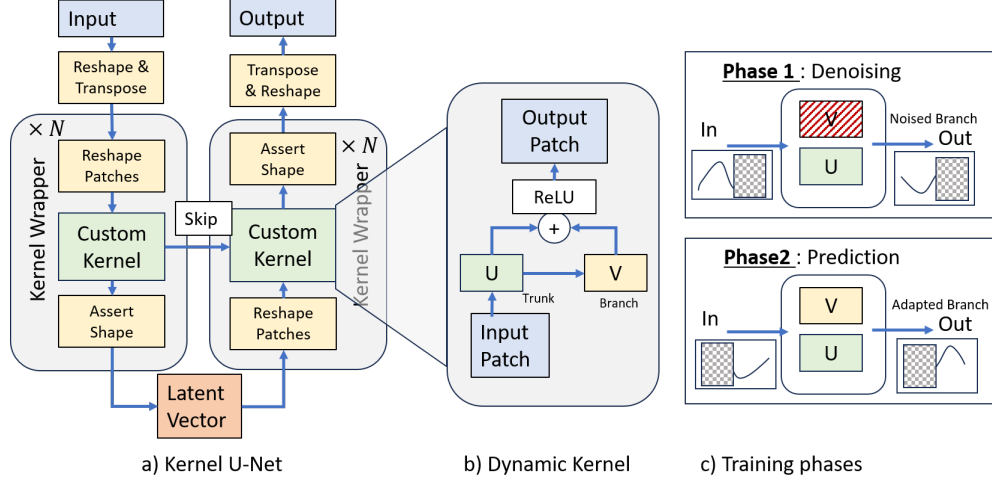 Input
Reshape &
Transpose
× N
Reshape
Patches
Kernel Wrapper
Custom
Kernel
Assert
Shape
Skip
Latent
Vector
Output
Transpose
& Reshape
× N
Assert
Shape
Kernel Wrapper
Custom
Kernel
Reshape
Patches
a) Kernel U-Net
Output
Patch
ReLU
+
U
V
Trunk
Branch
Input
Patch
b) Dynamic Kernel
Phase 1 : Denoising
In
V
U
Noised Branch
Out
Phase2 : Prediction
In
V
U
Adapted Branch
Out
c) Training phases